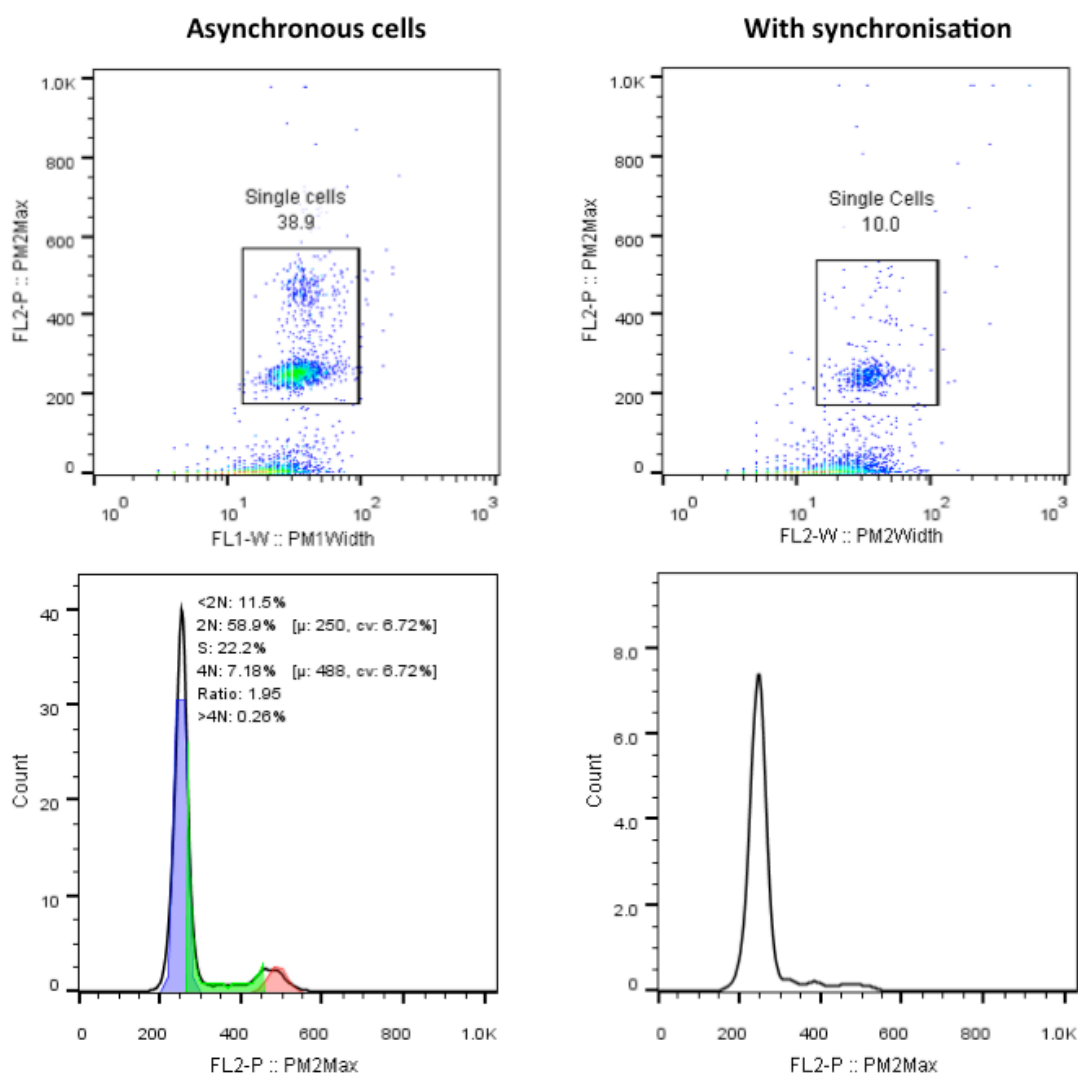 Asynchronous cells
With synchronisation
1.0K
800
600
400
200
0
FL2-P :: PM2Max
Single cells
38.9
10^0
10^1
10^2
10^3
FL1-W :: PM1Width
1.0K
800
600
400
200
0
FL2-P :: PM2Max
Single Cells
10.0
10^0
10^1
10^2
10^3
FL2-W :: PM2Width
40
30
20
10
0
Count
<2N: 11.5%
2N: 58.9% [µ: 250, cv: 6.72%]
S: 22.2%
4N: 7.18% [µ: 488, cv: 6.72%]
Ratio: 1.95
>4N: 0.26%
0
200
400
600
800
1.0K
FL2-P :: PM2Max
8.0
6.0
4.0
2.0
0
Count
0
200
400
600
800
1.0K
FL2-P :: PM2Max